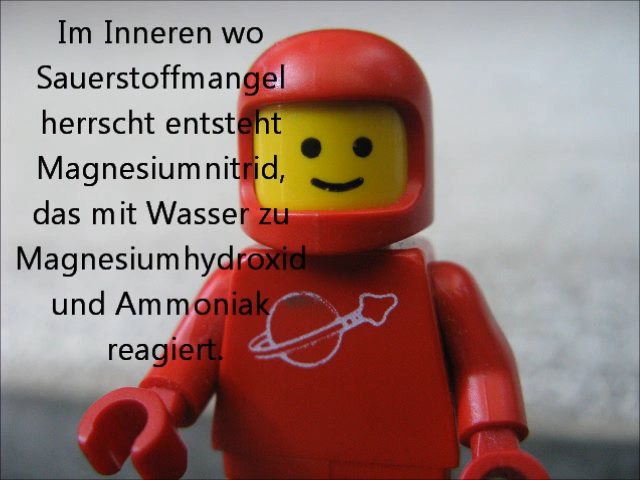 Im Inneren wo
Sauerstoffmangel
herrscht entsteht
Magnesiumnitrid,
das mit Wasser zu
Magnesiumhydroxid
und Ammoniak
reagiert.